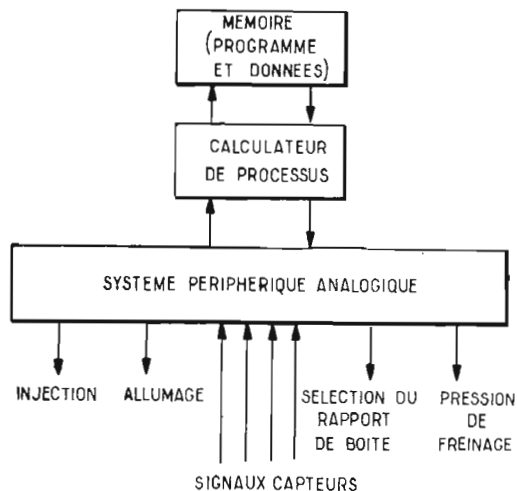 MEMOIRE
(PROGRAMME
ET DONNEES)
CALCULATEUR
DE PROCESSUS
SYSTEME PERIPHERIQUE ANALOGIQUE
INJECTION
ALLUMAGE
SELECTION DU
RAPPORT
DE BOITE
PRESSION
DE
FREINAGE
SIGNAUX CAPTEURS